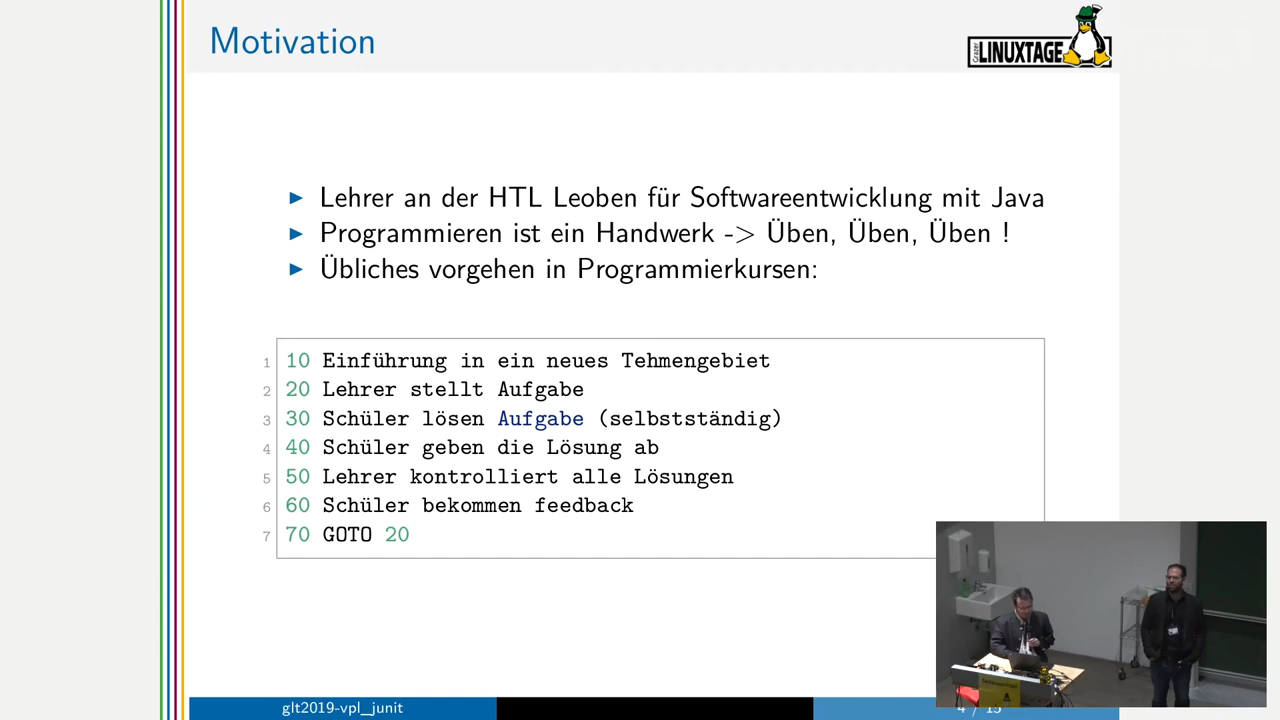 Motivation
Grazer
LINUXTAGE
Lehrer an der HTL Leoben für Softwareentwicklung mit Java
Programmieren ist ein Handwerk -> Üben, Üben, Üben !
Übliches vorgehen in Programmierkursen:
1 10 Einführung in ein neues Tehmengebiet
2 20 Lehrer stellt Aufgabe
3 30 Schüler lösen Aufgabe (selbstständig)
4 40 Schüler geben die Lösung ab
5 50 Lehrer kontrolliert alle Lösungen
6 60 Schüler bekommen feedback
7 70 GOTO 20
glt2019-vpl_junit
4 / 15